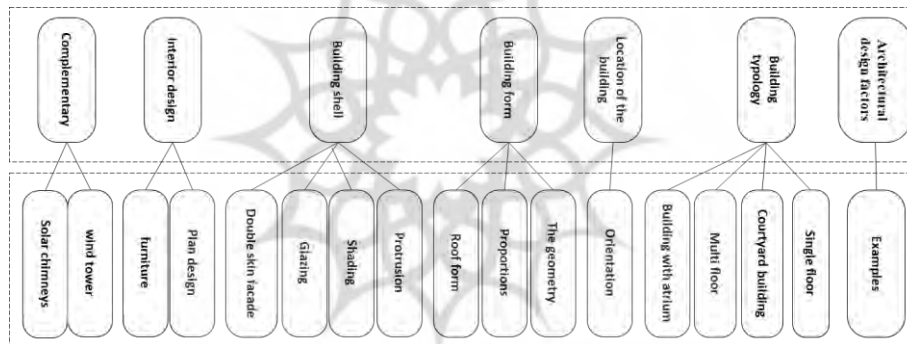 Architectural
design factors
Examples
Building
typology
Single floor
Courtyard building
Multi floor
Building with atrium
Location of the
building
Orientation
Building form
The geometry
Proportions
Roof form
Building shell
Protrusion
Shading
Glazing
Double skin facade
Interior design
Plan design
furniture
Complementary
wind tower
Solar chimneys